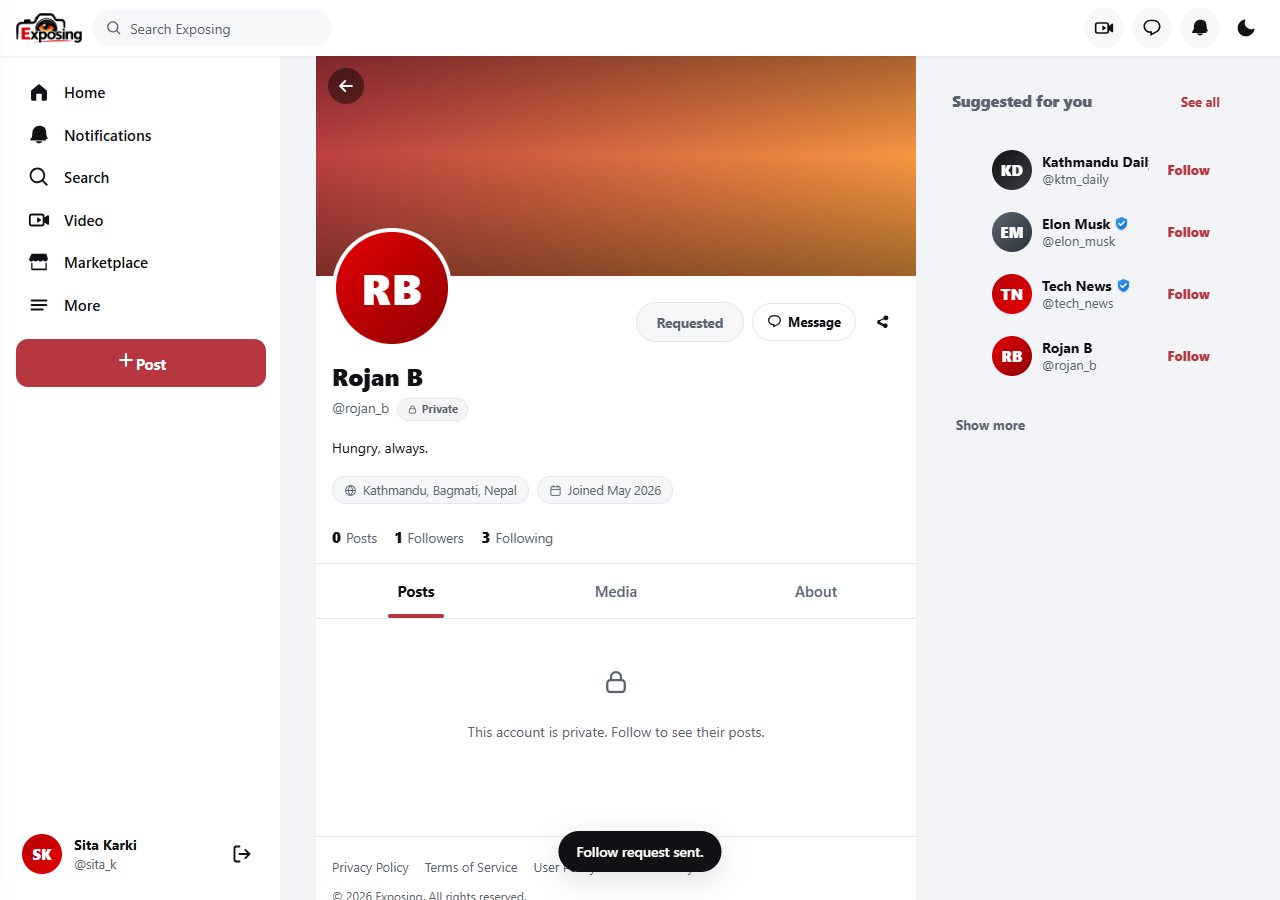 Exposing
Search Exposing
Home
Notifications
Search
Video
Marketplace
More
+ Post
SK
Sita Karki
@sita_k
RB
Requested
Message
Rojan B
@rojan_b
Private
Hungry, always.
Kathmandu, Bagmati, Nepal
Joined May 2026
0 Posts 1 Followers 3 Following
Posts
Media
About
This account is private. Follow to see their posts.
Follow request sent.
Privacy Policy Terms of Service User
© 2026 Exposing. All rights reserved.
Suggested for you
See all
KD
Kathmandu Dail
@ktm_daily
Follow
EM
Elon Musk
@elon_musk
Follow
TN
Tech News
@tech_news
Follow
RB
Rojan B
@rojan_b
Follow
Show more